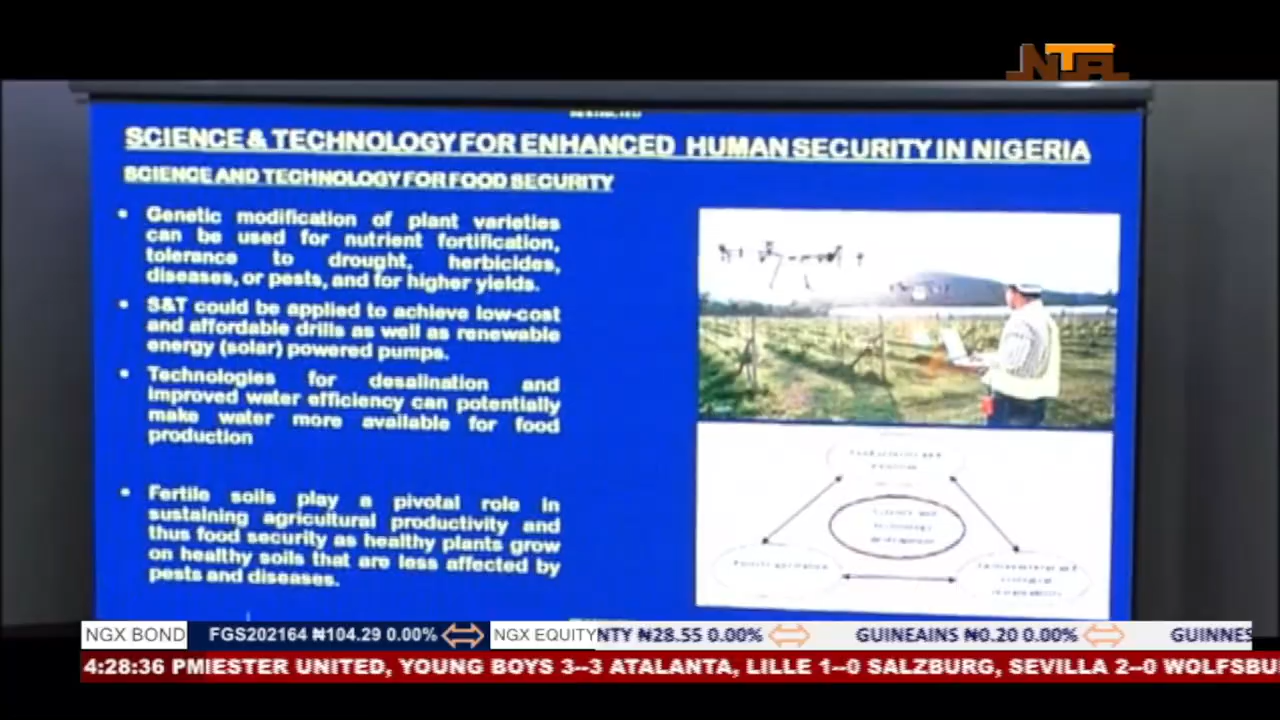 NTA
RESTRICTED
SCIENCE & TECHNOLOGY FOR ENHANCED HUMAN SECURITY IN NIGERIA
SCIENCE AND TECHNOLOGY FOR FOOD SECURITY
• Genetic modification of plant varieties
can be used for nutrient fortification,
tolerance to drought, herbicides,
diseases, or pests, and for higher yields.
• S&T could be applied to achieve low-cost
and affordable drills as well as renewable
energy (solar) powered pumps.
• Technologies for desalination and
improved water efficiency can potentially
make water more available for food
production
• Fertile soils play a pivotal role in
sustaining agricultural productivity and
thus food security as healthy plants grow
on healthy soils that are less affected by
pests and diseases.
Science and
technology
development
NGX BOND FGS202164 ₦104.29 0.00% NGX EQUITY NTY ₦28.55 0.00% GUINEAINS ₦0.20 0.00% GUINNES
4:28:36 PM IESTER UNITED, YOUNG BOYS 3--3 ATALANTA, LILLE 1--0 SALZBURG, SEVILLA 2--0 WOLFSBU